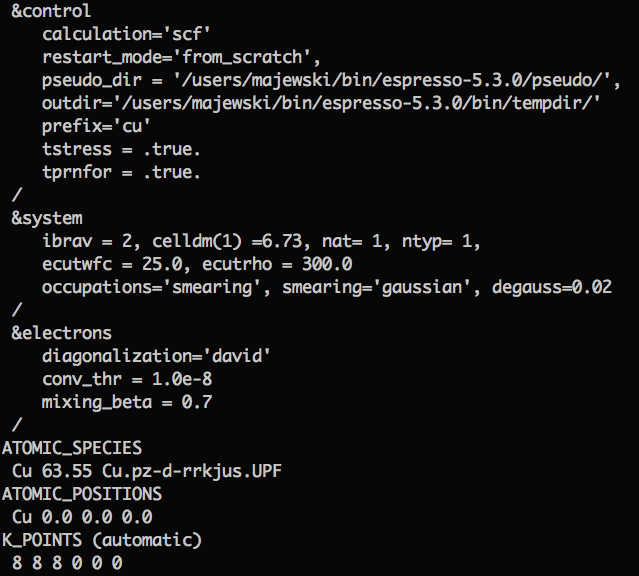 &control
calculation='scf'
restart_mode='from_scratch',
pseudo_dir = '/users/majewski/bin/espresso-5.3.0/pseudo/',
outdir='/users/majewski/bin/espresso-5.3.0/bin/tempdir/'
prefix='cu'
tstress = .true.
tprnfor = .true.
/
&system
ibrav = 2, celldm(1) =6.73, nat= 1, ntyp= 1,
ecutwfc = 25.0, ecutrho = 300.0
occupations='smearing', smearing='gaussian', degauss=0.02
/
&electrons
diagonalization='david'
conv_thr = 1.0e-8
mixing_beta = 0.7
/
ATOMIC_SPECIES
Cu 63.55 Cu.pz-d-rrkjus.UPF
ATOMIC_POSITIONS
Cu 0.0 0.0 0.0
K_POINTS (automatic)
8 8 8 0 0 0